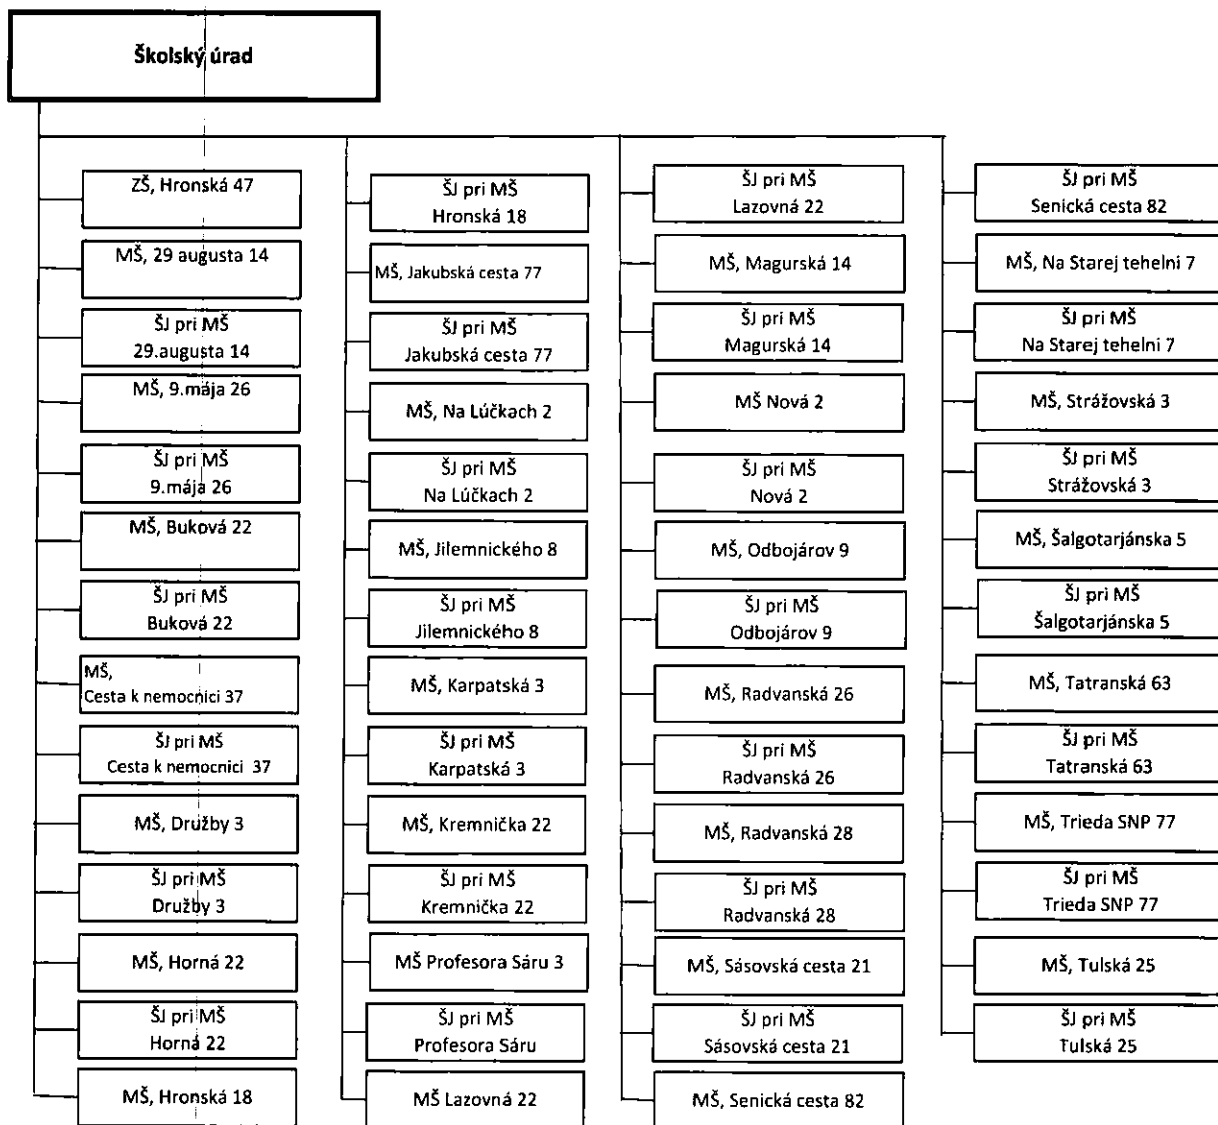 Školský úrad
ZŠ, Hronská 47
MŠ, 29 augusta 14
ŠJ pri MŠ
29.augusta 14
MŠ, 9.mája 26
ŠJ pri MŠ
9.mája 26
MŠ, Buková 22
ŠJ pri MŠ
Buková 22
MŠ,
Cesta k nemocnici 37
ŠJ pri MŠ
Cesta k nemocnici 37
MŠ, Družby 3
ŠJ pri MŠ
Družby 3
MŠ, Horná 22
ŠJ pri MŠ
Horná 22
MŠ, Hronská 18
ŠJ pri MŠ
Hronská 18
MŠ, Jakubská cesta 77
ŠJ pri MŠ
Jakubská cesta 77
MŠ, Na Lúčkach 2
ŠJ pri MŠ
Na Lúčkach 2
MŠ, Jilemnického 8
ŠJ pri MŠ
Jilemnického 8
MŠ, Karpatská 3
ŠJ pri MŠ
Karpatská 3
MŠ, Kremnička 22
ŠJ pri MŠ
Kremnička 22
MŠ Profesora Sáru 3
ŠJ pri MŠ
Profesora Sáru
MŠ Lazovná 22
ŠJ pri MŠ
Lazovná 22
MŠ, Magurská 14
ŠJ pri MŠ
Magurská 14
MŠ Nová 2
ŠJ pri MŠ
Nová 2
MŠ, Odbojárov 9
ŠJ pri MŠ
Odbojárov 9
MŠ, Radvanská 26
ŠJ pri MŠ
Radvanská 26
MŠ, Radvanská 28
ŠJ pri MŠ
Radvanská 28
MŠ, Sásovská cesta 21
ŠJ pri MŠ
Sásovská cesta 21
MŠ, Senická cesta 82
ŠJ pri MŠ
Senická cesta 82
MŠ, Na Starej tehelni 7
ŠJ pri MŠ
Na Starej tehelni 7
MŠ, Strážovská 3
ŠJ pri MŠ
Strážovská 3
MŠ, Šalgotarjánska 5
ŠJ pri MŠ
Šalgotarjánska 5
MŠ, Tatranská 63
ŠJ pri MŠ
Tatranská 63
MŠ, Trieda SNP 77
ŠJ pri MŠ
Trieda SNP 77
MŠ, Tulská 25
ŠJ pri MŠ
Tulská 25